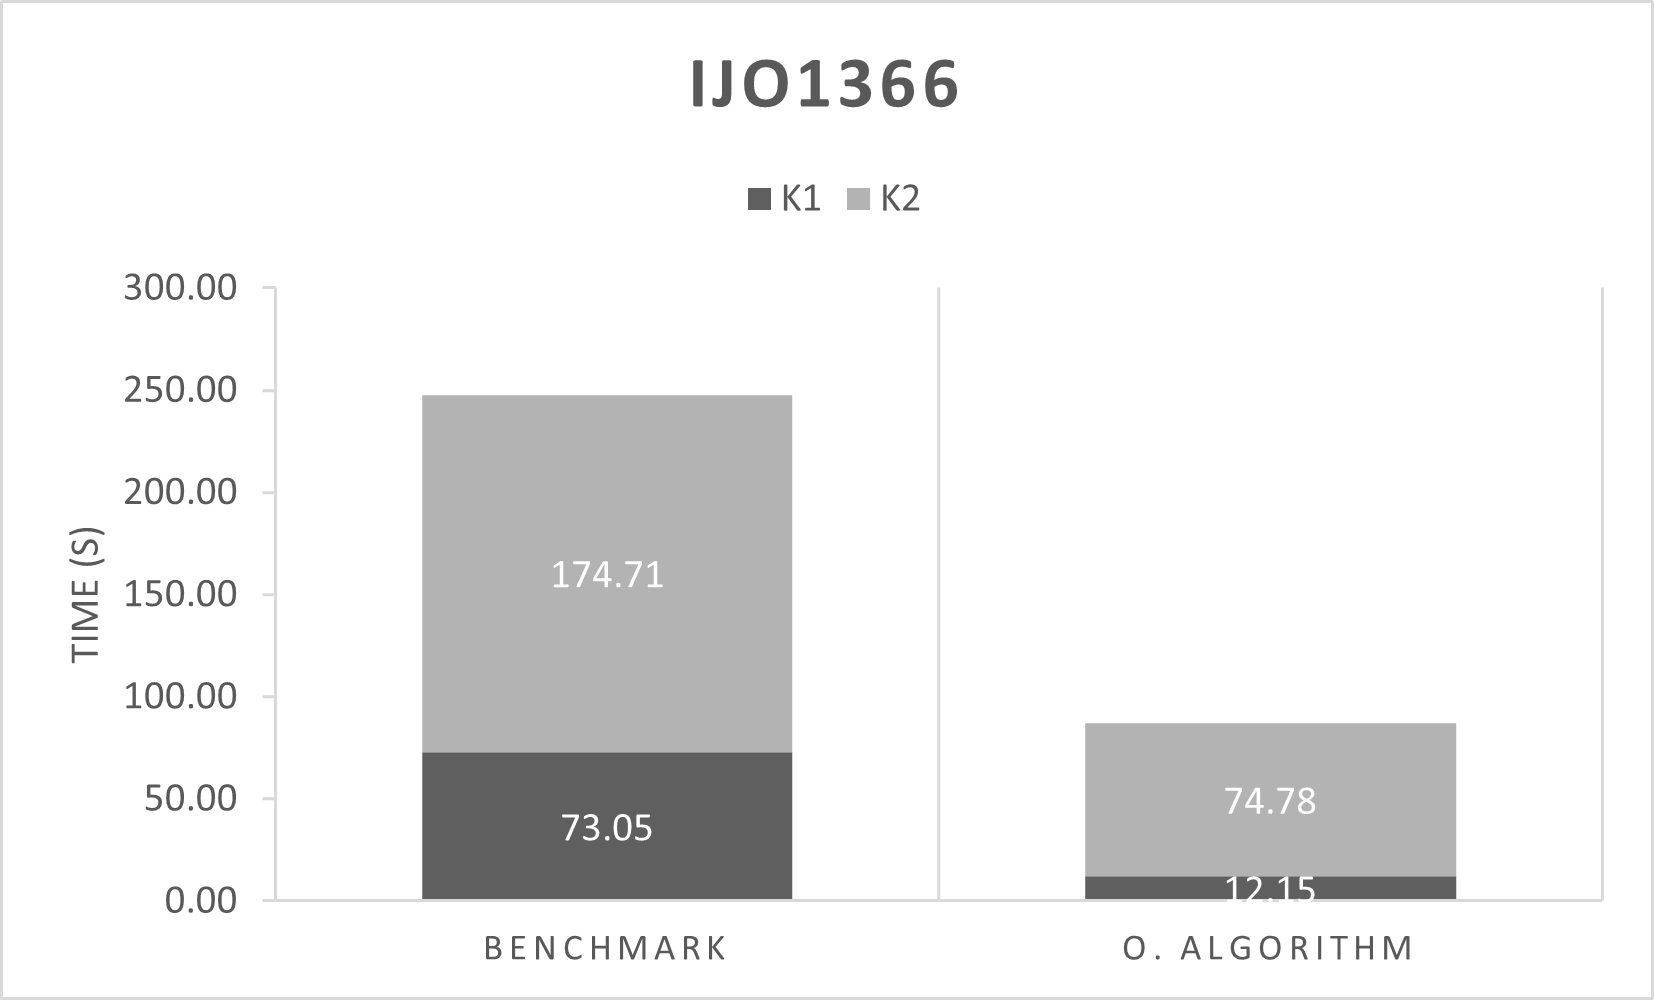 IJO1366
K1 K2
300.00
250.00
200.00
150.00
100.00
50.00
0.00
TIME (S)
174.71
73.05
74.78
12.15
BENCHMARK
O. ALGORITHM